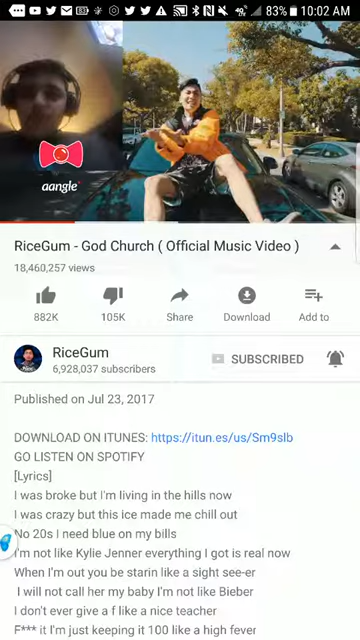 83% 10:02 AM
aangle
RiceGum - God Church ( Official Music Video )
18,460,257 views
882K 105K Share Download Add to
RiceGum
6,928,037 subscribers
SUBSCRIBED
Published on Jul 23, 2017
DOWNLOAD ON ITUNES: https://itun.es/us/Sm9slb
GO LISTEN ON SPOTIFY
[Lyrics]
I was broke but I'm living in the hills now
I was crazy but this ice made me chill out
No 20s I need blue on my bills
I'm not like Kylie Jenner everything I got is real now
When I'm out you be starin like a sight see-er
I will not call her my baby I'm not like Bieber
I don't ever give a f like a nice teacher
F*** it I'm just keeping it 100 like a high fever